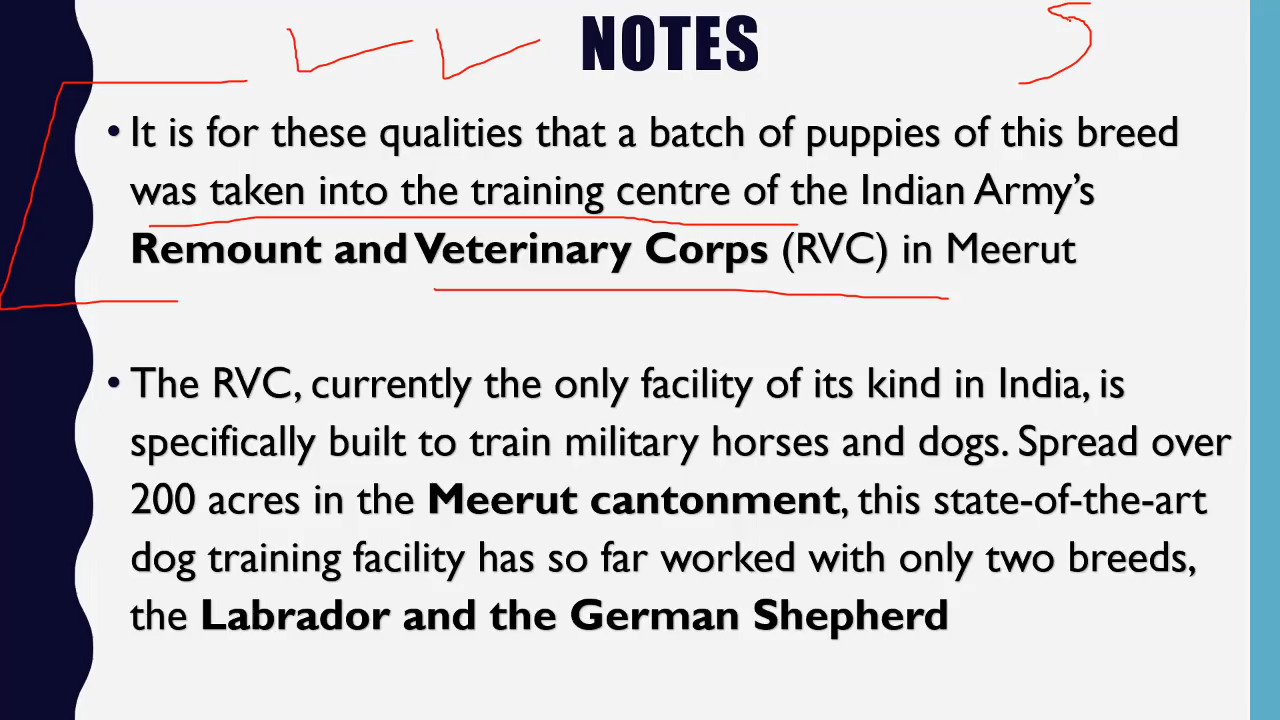 NOTES
• It is for these qualities that a batch of puppies of this breed
was taken into the training centre of the Indian Army's
Remount and Veterinary Corps (RVC) in Meerut
• The RVC, currently the only facility of its kind in India, is
specifically built to train military horses and dogs. Spread over
200 acres in the Meerut cantonment, this state-of-the-art
dog training facility has so far worked with only two breeds,
the Labrador and the German Shepherd